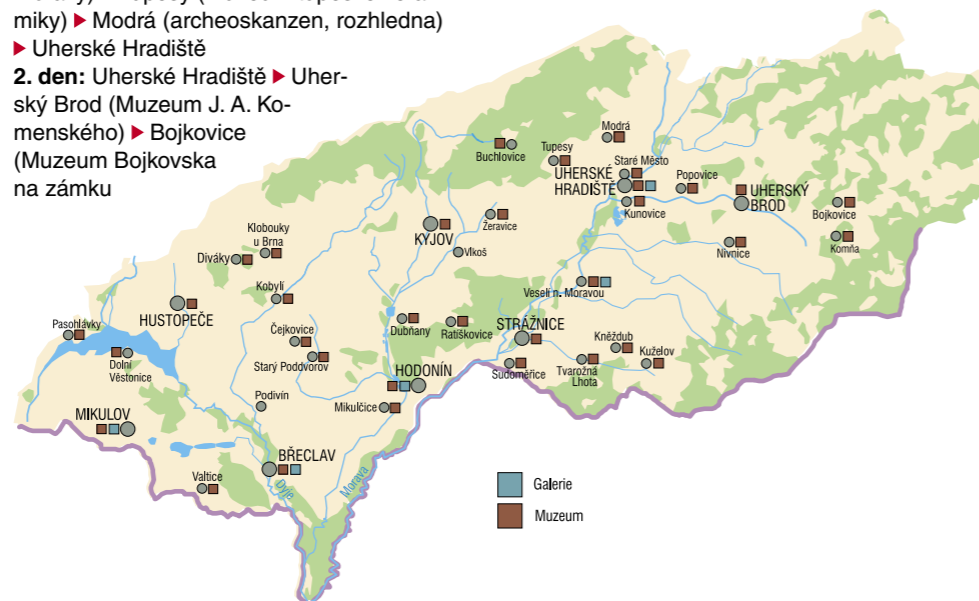 miky) ▶ Modrá (archeoskanzen, rozhledna)
▶ Uherské Hradiště
2. den: Uherské Hradiště ▶ Uher-
ský Brod (Muzeum J. A. Ko-
menského) ▶ Bojkovice
(Muzeum Bojkovska
na zámku
Modrá
Buchlovice
Tupesy
Staré Město
UHERSKÉ
HRADIŠTĚ
Popovice
UHERSKÝ
BROD
Kunovice
Bojkovice
Žeravice
KYJOV
Klobouky
u Brna
Vlkoš
Nivnice
Komňa
Diváky
Kobylí
Veselí n. Moravou
HUSTOPEČE
Pasohlávky
Dubňany
Ratíškovice
STRÁŽNICE
Čejkovice
Kněždub
Dolní
Věstonice
Starý Poddvorov
Sudoměřice
Tvarožná
Lhota
Kuželov
HODONÍN
Podivín
Mikulčice
MIKULOV
BŘECLAV
Valtice
Dyje
Morava
Galerie
Muzeum